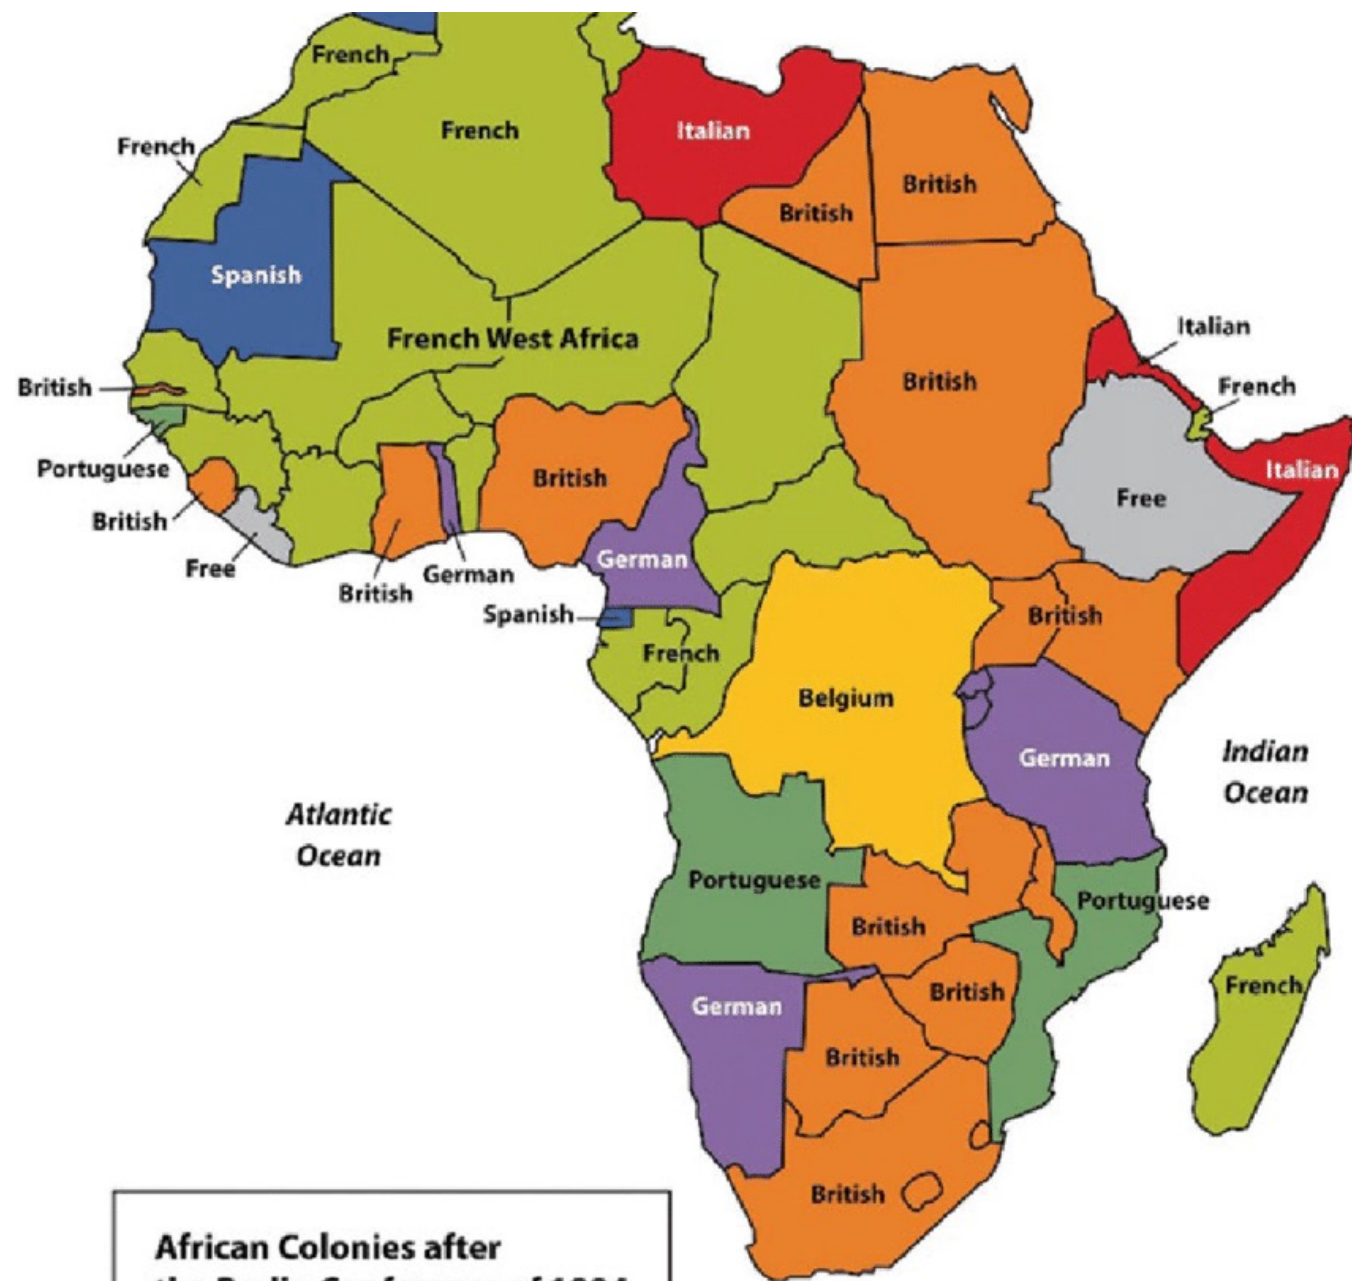 French
French
French
Italian
British
British
Spanish
French West Africa
British
Italian
French
Italian
British
Portuguese
British
Free
British
German
British
German
Spanish
French
Free
British
Belgium
German
Indian
Ocean
Atlantic
Ocean
Portuguese
Portuguese
British
French
British
German
British
British
African Colonies after